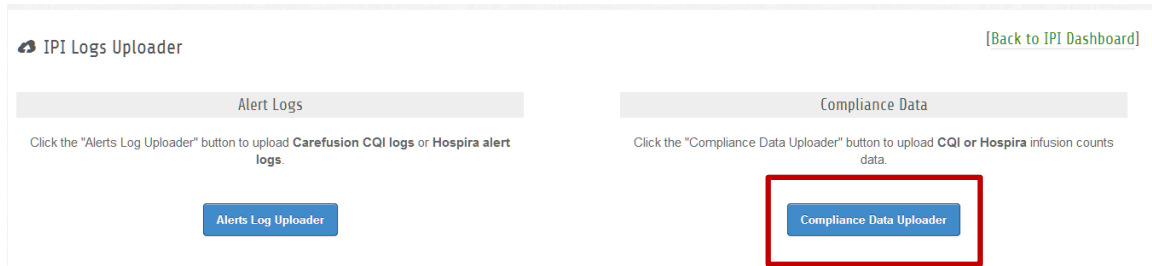 IPI Logs Uploader
[Back to IPI Dashboard]
Alert Logs
Click the "Alerts Log Uploader" button to upload Carefusion CQI logs or Hospira alert
logs.
Alerts Log Uploader
Compliance Data
Click the "Compliance Data Uploader" button to upload CQI or Hospira infusion counts
data.
Compliance Data Uploader